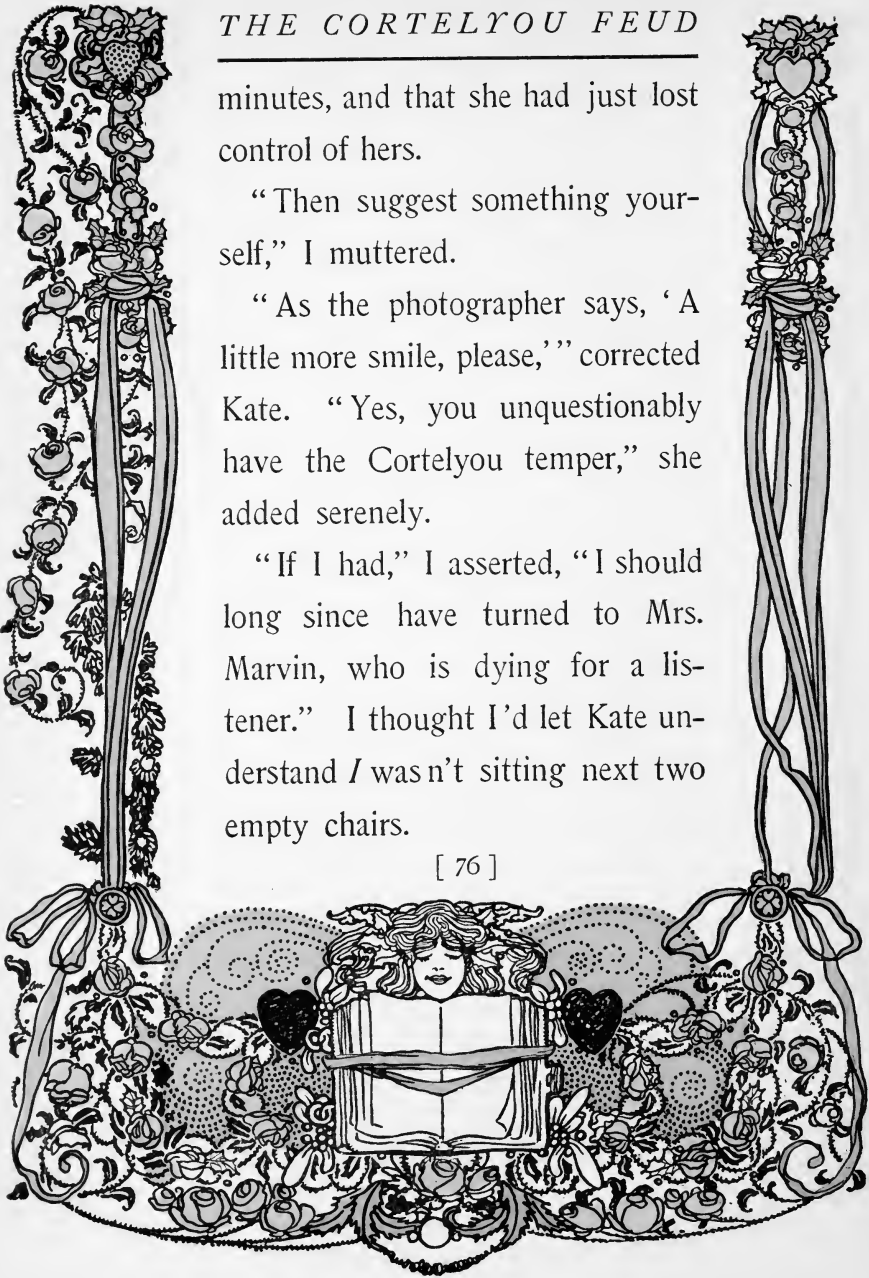 THE CORTELYOU FEUD
minutes, and that she had just lost
control of hers.
“Then suggest something your-
self,” I muttered.
“As the photographer says, ‘A
little more smile, please,’” corrected
Kate. “Yes, you unquestionably
have the Cortelyou temper,” she
added serenely.
“If I had,” I asserted, “I should
long since have turned to Mrs.
Marvin, who is dying for a lis-
tener.” I thought I’d let Kate un-
derstand I wasn’t sitting next two
empty chairs.
[ 76 ]